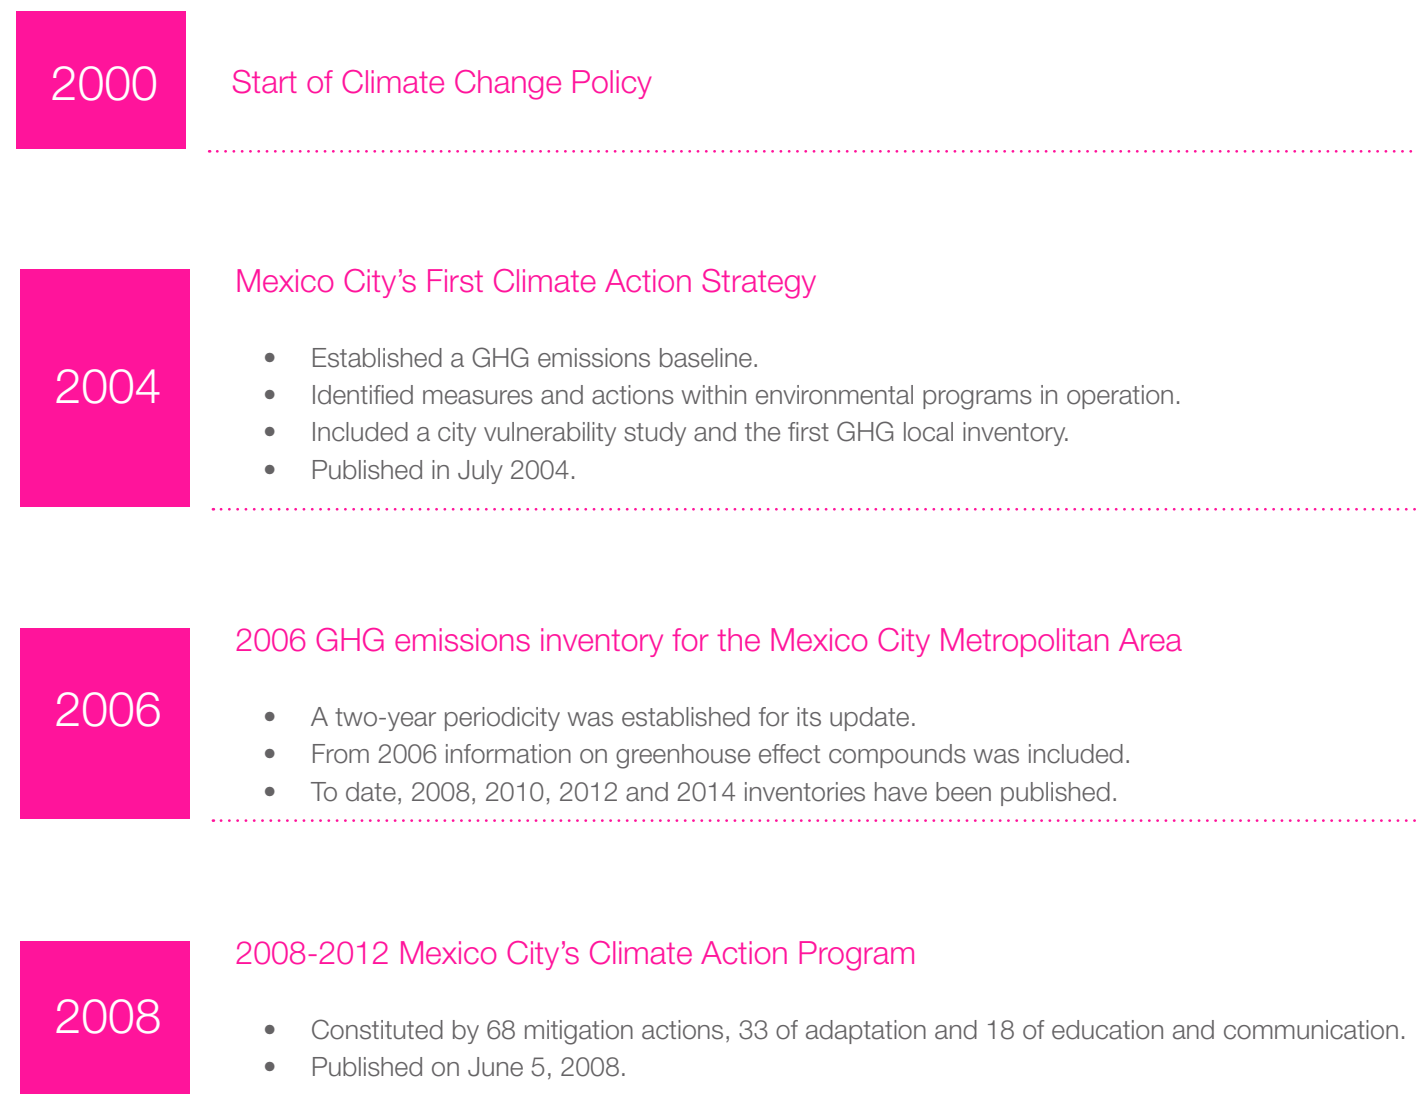 2000
Start of Climate Change Policy
2004
Mexico City’s First Climate Action Strategy
• Established a GHG emissions baseline.
• Identified measures and actions within environmental programs in operation.
• Included a city vulnerability study and the first GHG local inventory.
• Published in July 2004.
2006
2006 GHG emissions inventory for the Mexico City Metropolitan Area
• A two-year periodicity was established for its update.
• From 2006 information on greenhouse effect compounds was included.
• To date, 2008, 2010, 2012 and 2014 inventories have been published.
2008
2008-2012 Mexico City’s Climate Action Program
• Constituted by 68 mitigation actions, 33 of adaptation and 18 of education and communication.
• Published on June 5, 2008.